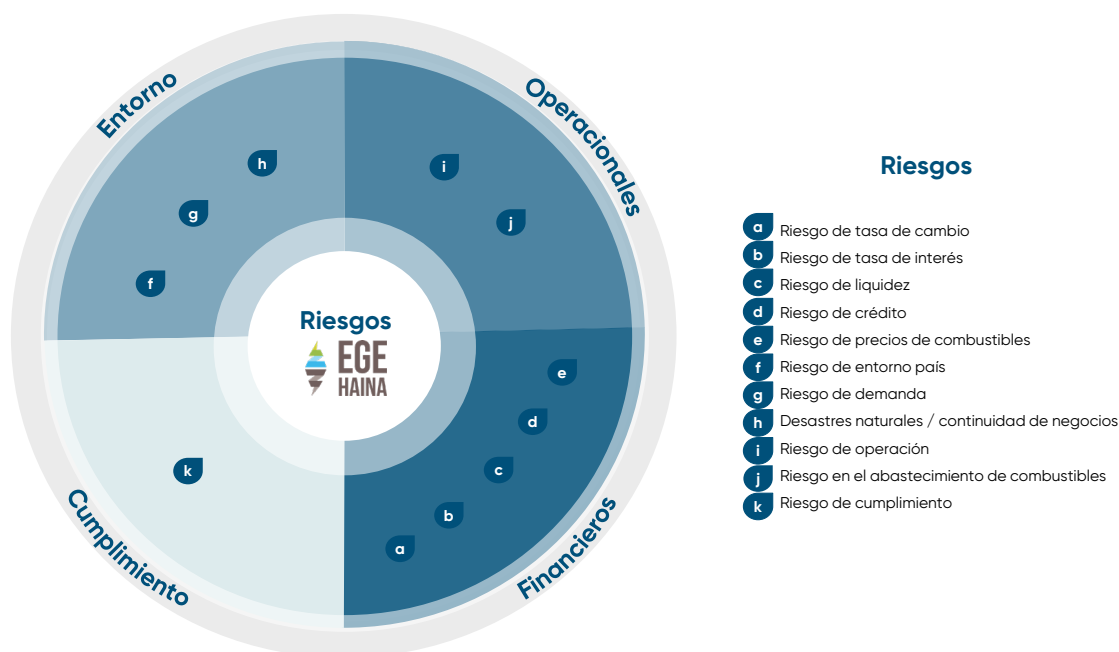 Entorno
Operacionales
h
i
g
j
f
Riesgos
EGE
HAINA
e
d
k
c
b
a
Cumplimiento
Financieros
Riesgos
a Riesgo de tasa de cambio
b Riesgo de tasa de interés
c Riesgo de liquidez
d Riesgo de crédito
e Riesgo de precios de combustibles
f Riesgo de entorno país
g Riesgo de demanda
h Desastres naturales / continuidad de negocios
i Riesgo de operación
j Riesgo en el abastecimiento de combustibles
k Riesgo de cumplimiento